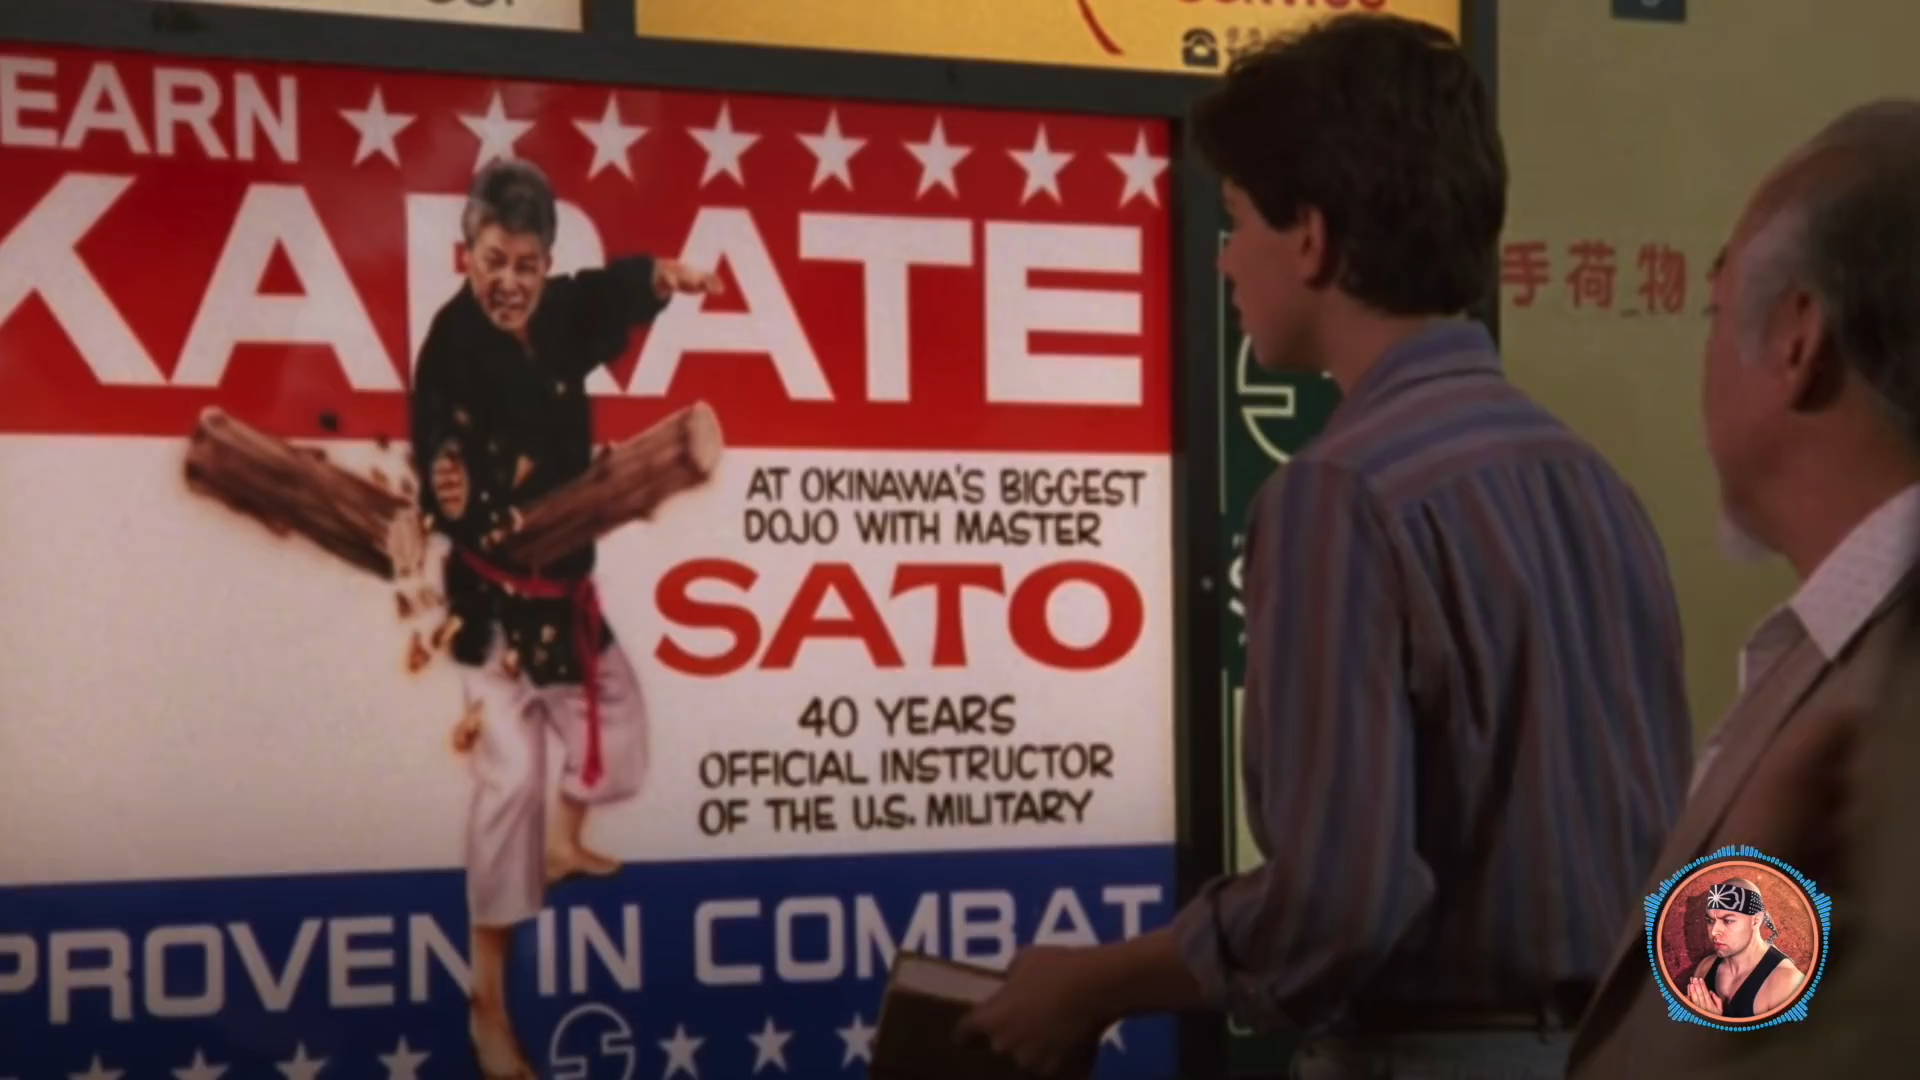 EARN
KARATE
AT OKINAWA'S BIGGEST
DOJO WITH MASTER
SATO
40 YEARS
OFFICIAL INSTRUCTOR
OF THE U.S. MILITARY
PROVEN IN COMBAT
手荷物